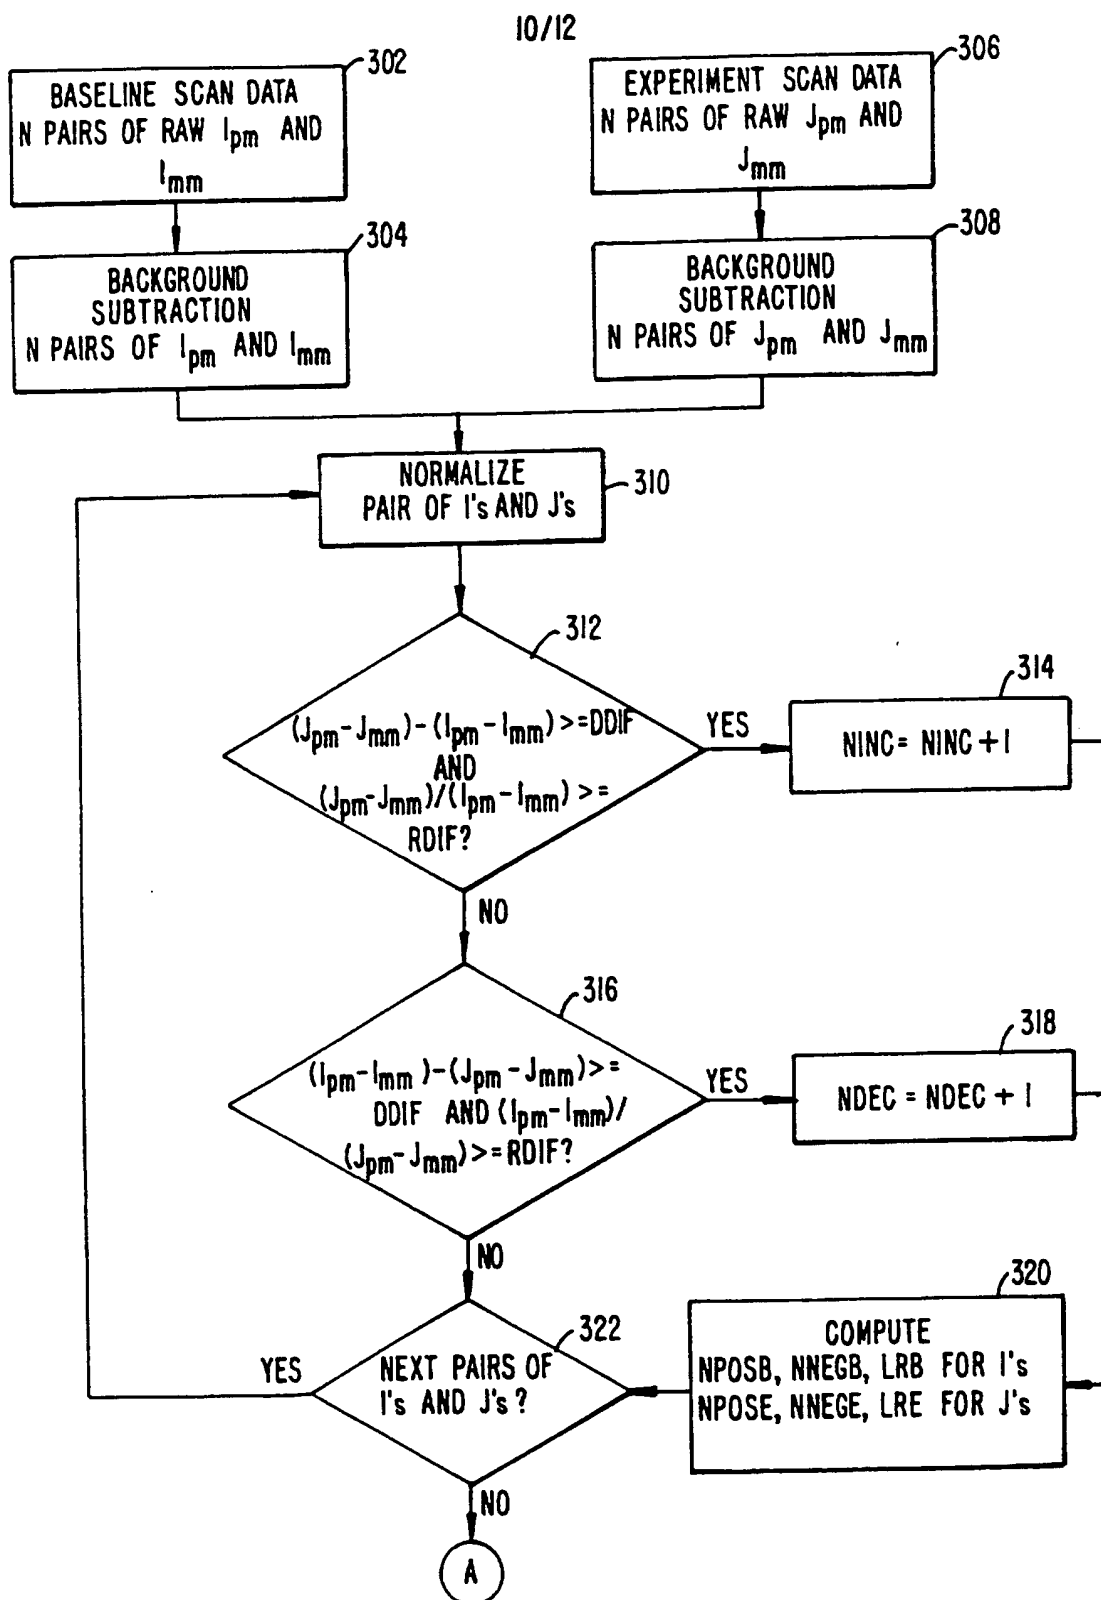 10/12
302
BASELINE SCAN DATA
N PAIRS OF RAW Ipm AND
Imm
306
EXPERIMENT SCAN DATA
N PAIRS OF RAW Jpm AND
Jmm
304
BACKGROUND
SUBTRACTION
N PAIRS OF Ipm AND Imm
308
BACKGROUND
SUBTRACTION
N PAIRS OF Jpm AND Jmm
NORMALIZE
PAIR OF I's AND J's
310
312
(Jpm-Jmm)-(Ipm-Imm)>=DDIF
AND
(Jpm-Jmm)/(Ipm-Imm)>=
RDIF?
YES
314
NINC= NINC+1
NO
316
(Ipm-Imm)-(Jpm-Jmm)>=
DDIF AND (Ipm-Imm)/
(Jpm-Jmm)>=RDIF?
YES
318
NDEC = NDEC + 1
NO
320
COMPUTE
NPOSB, NNEGB, LRB FOR I's
NPOSE, NNEGE, LRE FOR J's
322
NEXT PAIRS OF
I's AND J's?
YES
NO
A